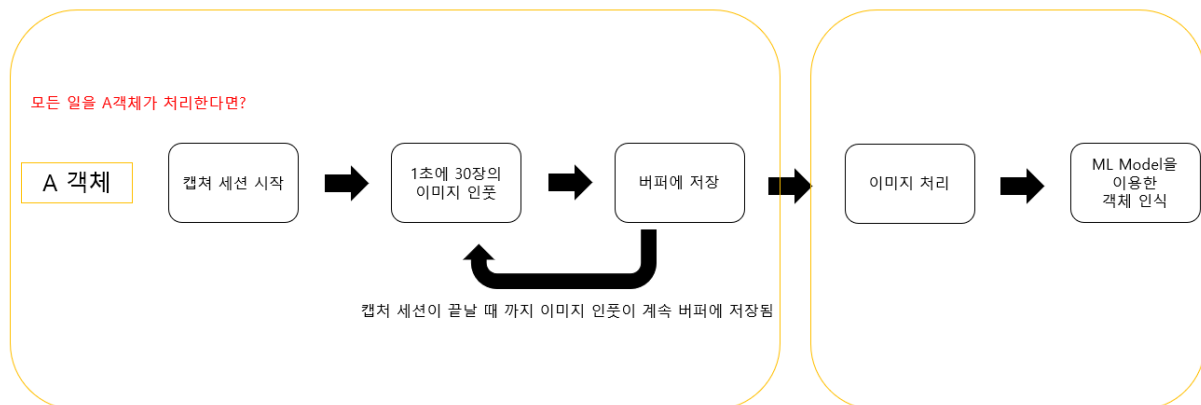 모든 일을 A객체가 처리한다면?
A 객체
캡쳐 세션 시작
1초에 30장의
이미지 인풋
버퍼에 저장
이미지 처리
ML Model을
이용한
객체 인식
캡처 세션이 끝날 때 까지 이미지 인풋이 계속 버퍼에 저장됨